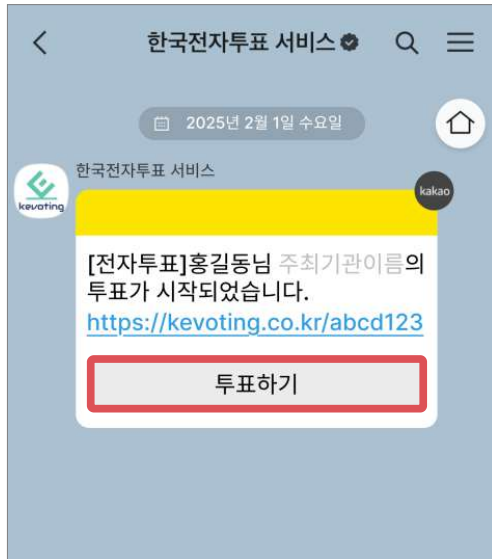 한국전자투표 서비스
2025년 2월 1일 수요일
한국전자투표 서비스
kevoting
kakao
[전자투표]홍길동님 주최기관이름의
투표가 시작되었습니다.
https://kevoting.co.kr/abcd123
투표하기